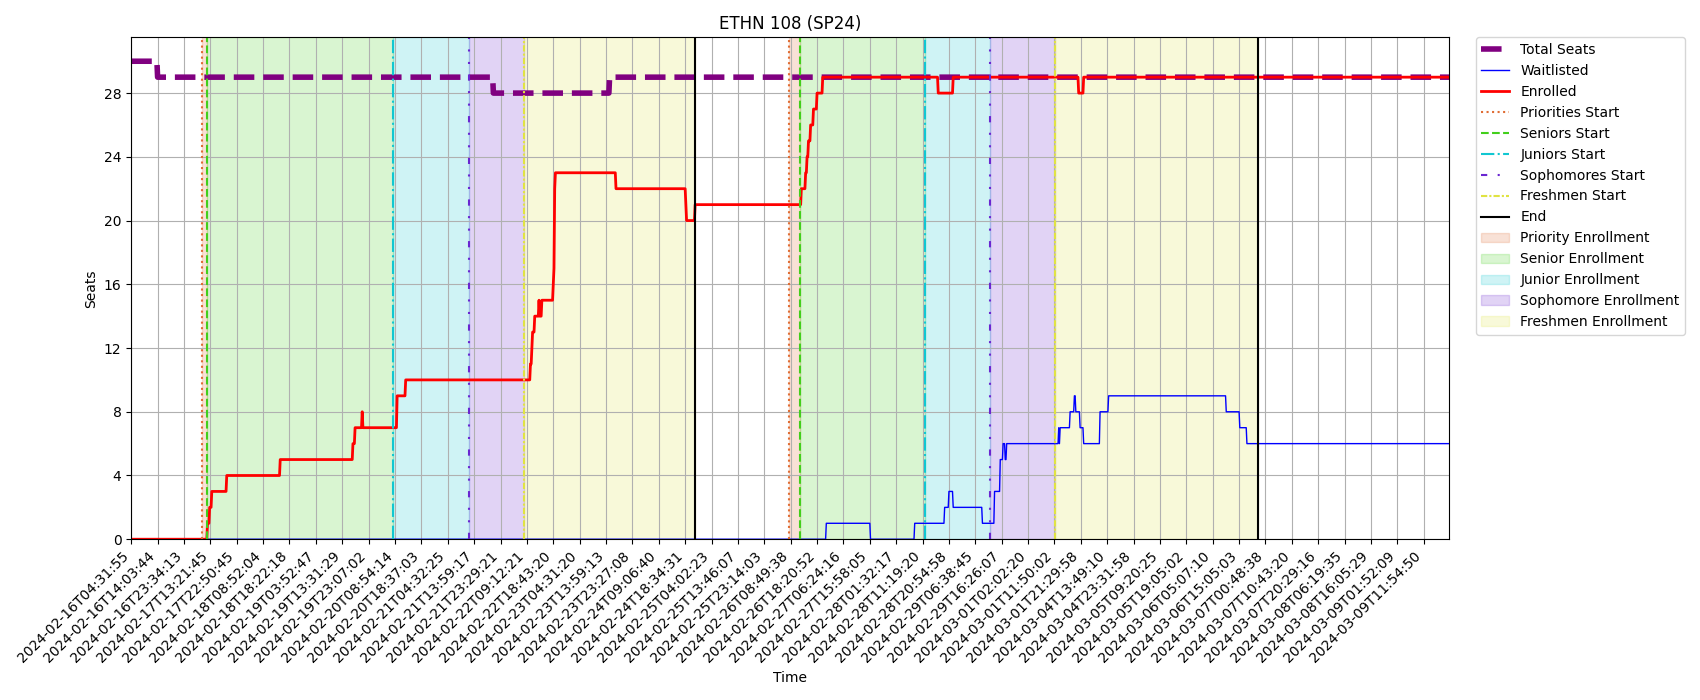 ETHN 108 (SP24)
Seats
28
24
20
16
12
8
4
0
2024-02-16T04:31:55
2024-02-16T14:03:44
2024-02-16T23:34:13
2024-02-17T13:21:45
2024-02-17T22:50:45
2024-02-18T08:52:04
2024-02-18T18:22:18
2024-02-19T03:52:47
2024-02-19T13:31:29
2024-02-19T23:07:02
2024-02-20T08:54:14
2024-02-20T18:37:03
2024-02-21T04:32:25
2024-02-21T13:59:17
2024-02-21T23:29:21
2024-02-22T09:12:21
2024-02-22T18:43:20
2024-02-23T04:31:20
2024-02-23T13:59:13
2024-02-23T23:27:08
2024-02-24T09:06:40
2024-02-24T18:34:31
2024-02-25T04:02:23
2024-02-25T13:46:07
2024-02-25T23:14:03
2024-02-26T08:49:38
2024-02-26T18:20:52
2024-02-27T06:24:16
2024-02-27T15:58:05
2024-02-28T01:32:17
2024-02-28T11:19:20
2024-02-28T20:54:58
2024-02-29T06:38:45
2024-02-29T16:26:07
2024-03-01T02:02:20
2024-03-01T11:50:02
2024-03-01T21:29:58
2024-03-04T13:49:10
2024-03-04T23:31:58
2024-03-05T09:20:25
2024-03-05T19:05:02
2024-03-06T05:07:10
2024-03-06T15:05:03
2024-03-07T00:48:38
2024-03-07T10:43:20
2024-03-07T20:29:16
2024-03-08T06:19:35
2024-03-08T16:05:29
2024-03-09T01:52:09
2024-03-09T11:54:50
Time
Total Seats
Waitlisted
Enrolled
Priorities Start
Seniors Start
Juniors Start
Sophomores Start
Freshmen Start
End
Priority Enrollment
Senior Enrollment
Junior Enrollment
Sophomore Enrollment
Freshmen Enrollment